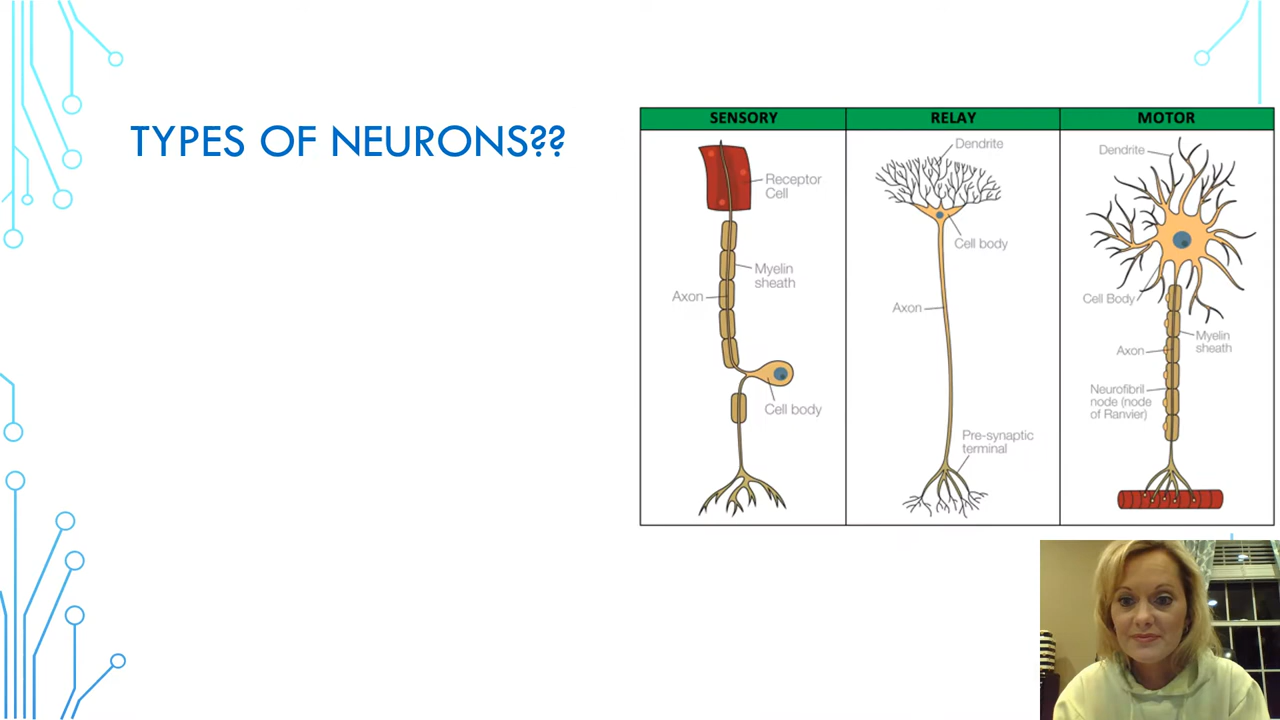 TYPES OF NEURONS??
SENSORY
RELAY
MOTOR
Receptor
Cell
Myelin
sheath
Axon
Cell body
Dendrite
Cell body
Axon
Pre-synaptic
terminal
Dendrite
Cell Body
Myelin
sheath
Axon
Neurofibril
node (node
of Ranvier)